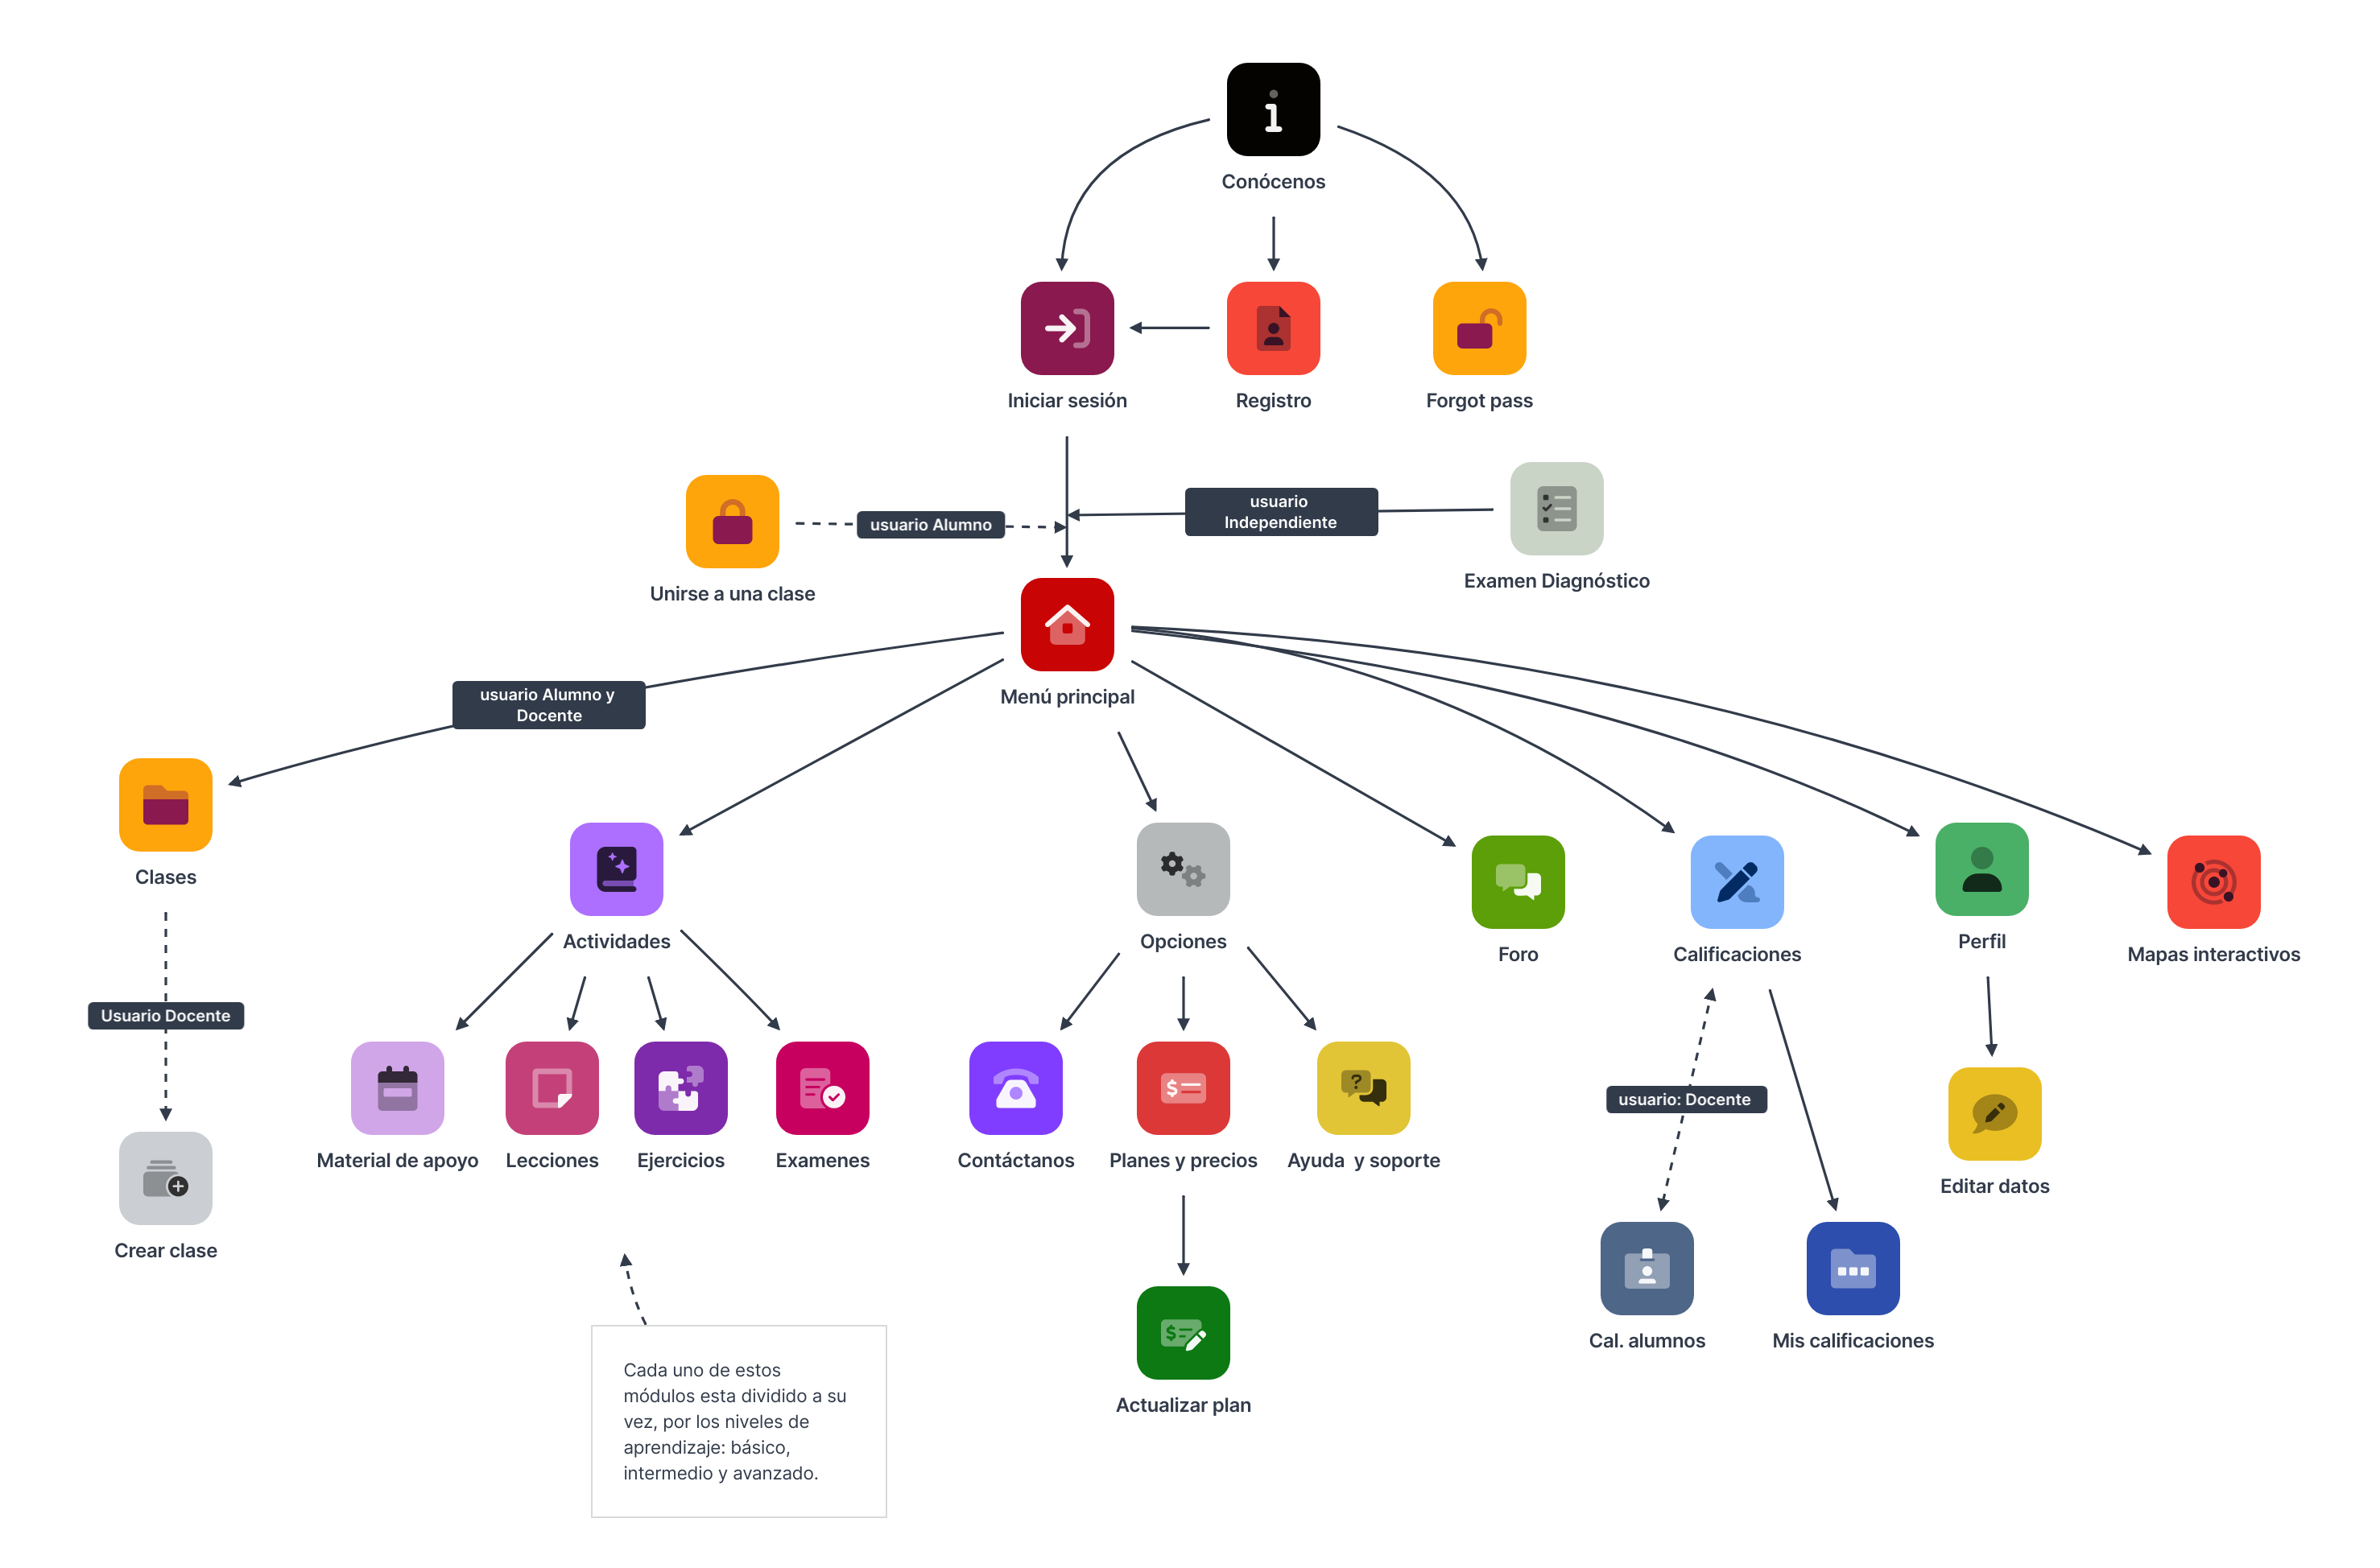 Conócenos
Iniciar sesión
Registro
Forgot pass
Unirse a una clase
usuario Alumno
usuario
Independiente
Examen Diagnóstico
Menú principal
usuario Alumno y
Docente
Clases
Actividades
Opciones
Foro
Calificaciones
Perfil
Mapas interactivos
Usuario Docente
Crear clase
Material de apoyo
Lecciones
Ejercicios
Examenes
Contáctanos
Planes y precios
Ayuda  y soporte
usuario: Docente
Editar datos
Cal. alumnos
Mis calificaciones
Actualizar plan
Cada uno de estos
módulos esta dividido a su
vez, por los niveles de
aprendizaje: básico,
intermedio y avanzado.